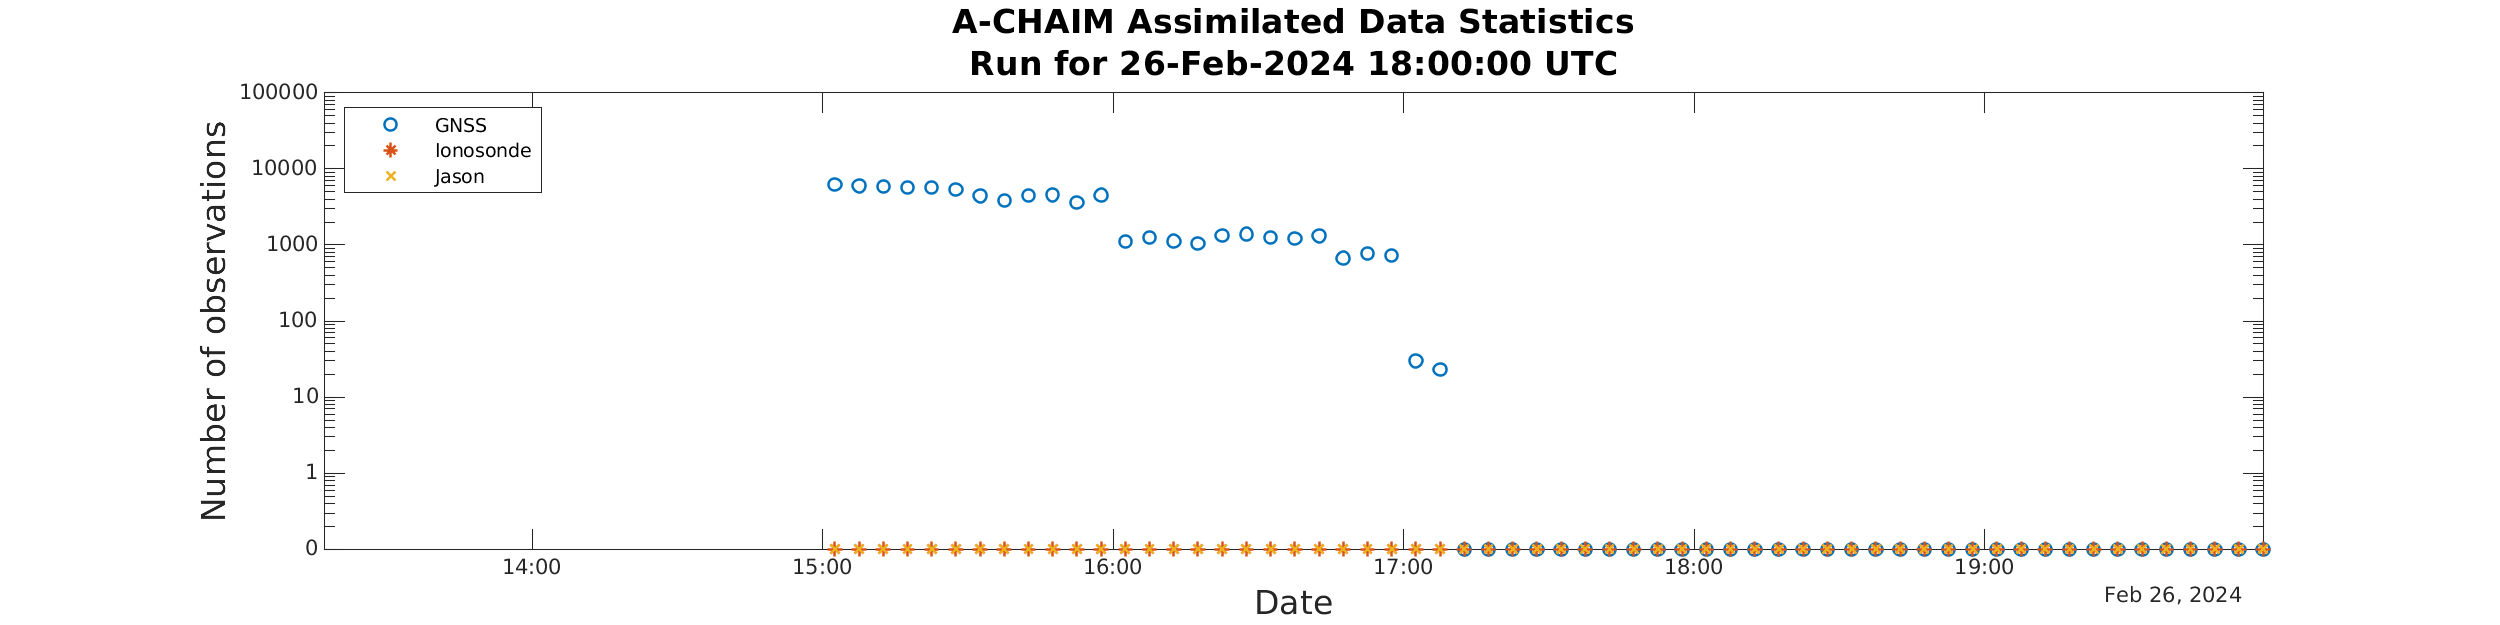 A-CHAIM Assimilated Data Statistics
Run for 26-Feb-2024 18:00:00 UTC
Number of observations
100000
10000
1000
100
10
1
0
GNSS
Ionosonde
Jason
14:00 15:00 16:00 17:00 18:00 19:00
Date
Feb 26, 2024